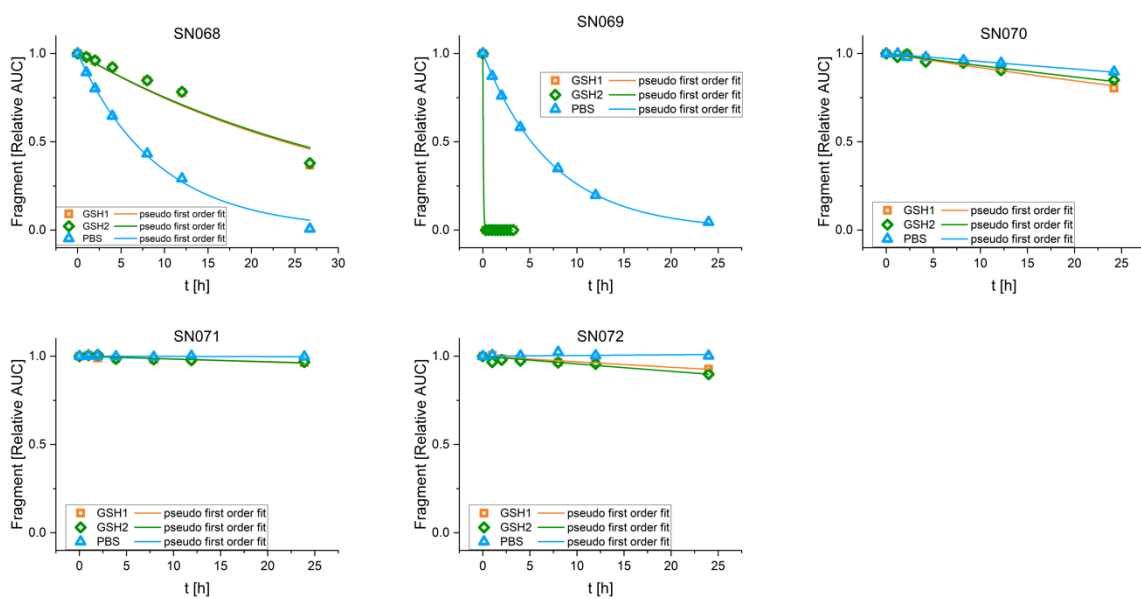 SN068
Fragment [Relative AUC]
1.0
0.5
0.0
GSH1 pseudo first order fit
GSH2 pseudo first order fit
PBS pseudo first order fit
0 5 10 15 20 25 30
t [h]
SN069
Fragment [Relative AUC]
1.0
0.5
0.0
GSH1 pseudo first order fit
GSH2 pseudo first order fit
PBS pseudo first order fit
0 5 10 15 20 25
t [h]
SN070
Fragment [Relative AUC]
1.0
0.5
0.0
GSH1 pseudo first order fit
GSH2 pseudo first order fit
PBS pseudo first order fit
0 5 10 15 20 25
t [h]
SN071
Fragment [Relative AUC]
1.0
0.5
0.0
GSH1 pseudo first order fit
GSH2 pseudo first order fit
PBS pseudo first order fit
0 5 10 15 20 25
t [h]
SN072
Fragment [Relative AUC]
1.0
0.5
0.0
GSH1 pseudo first order fit
GSH2 pseudo first order fit
PBS pseudo first order fit
0 5 10 15 20 25
t [h]